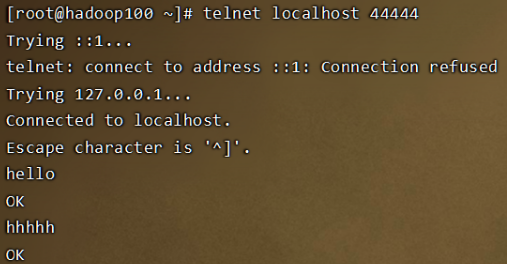 [root@hadoop100 ~]# telnet localhost 44444
Trying ::1...
telnet: connect to address ::1: Connection refused
Trying 127.0.0.1...
Connected to localhost.
Escape character is '^]'.
hello
OK
hhhhh
OK